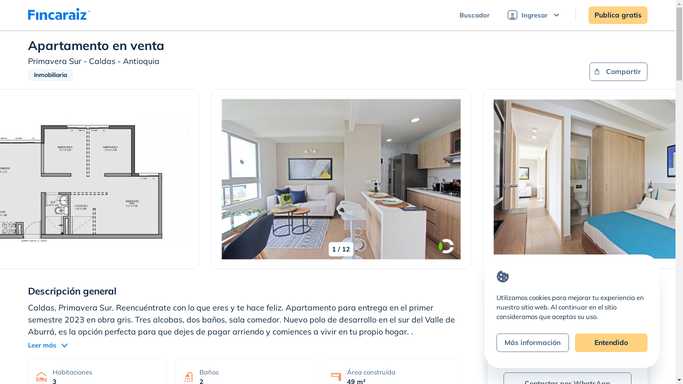 Fincaraiz
Buscador
Ingresar
Publica gratis
Apartamento en venta
Primavera Sur - Caldas - Antioquia
Inmobiliaria
Compartir
1 / 12
Descripción general
Caldas, Primavera Sur. Reencuéntrate con lo que eres y te hace feliz. Apartamento para entrega en el primer
semestre 2023 en obra gris. Tres alcobas, dos baños, sala comedor. Nuevo polo de desarrollo en el sur del Valle de
Aburrá, es la opción perfecta para que dejes de pagar arriendo y comiences a vivir en tu propio hogar. .
Leer más
Habitaciones
3
Baños
2
Área construida
49 m²
Utilizamos cookies para mejorar tu experiencia en
nuestro sitio web. Al continuar en el sitio
consideramos que aceptas su uso.
Más información
Entendido
Contactar por WhatsApp